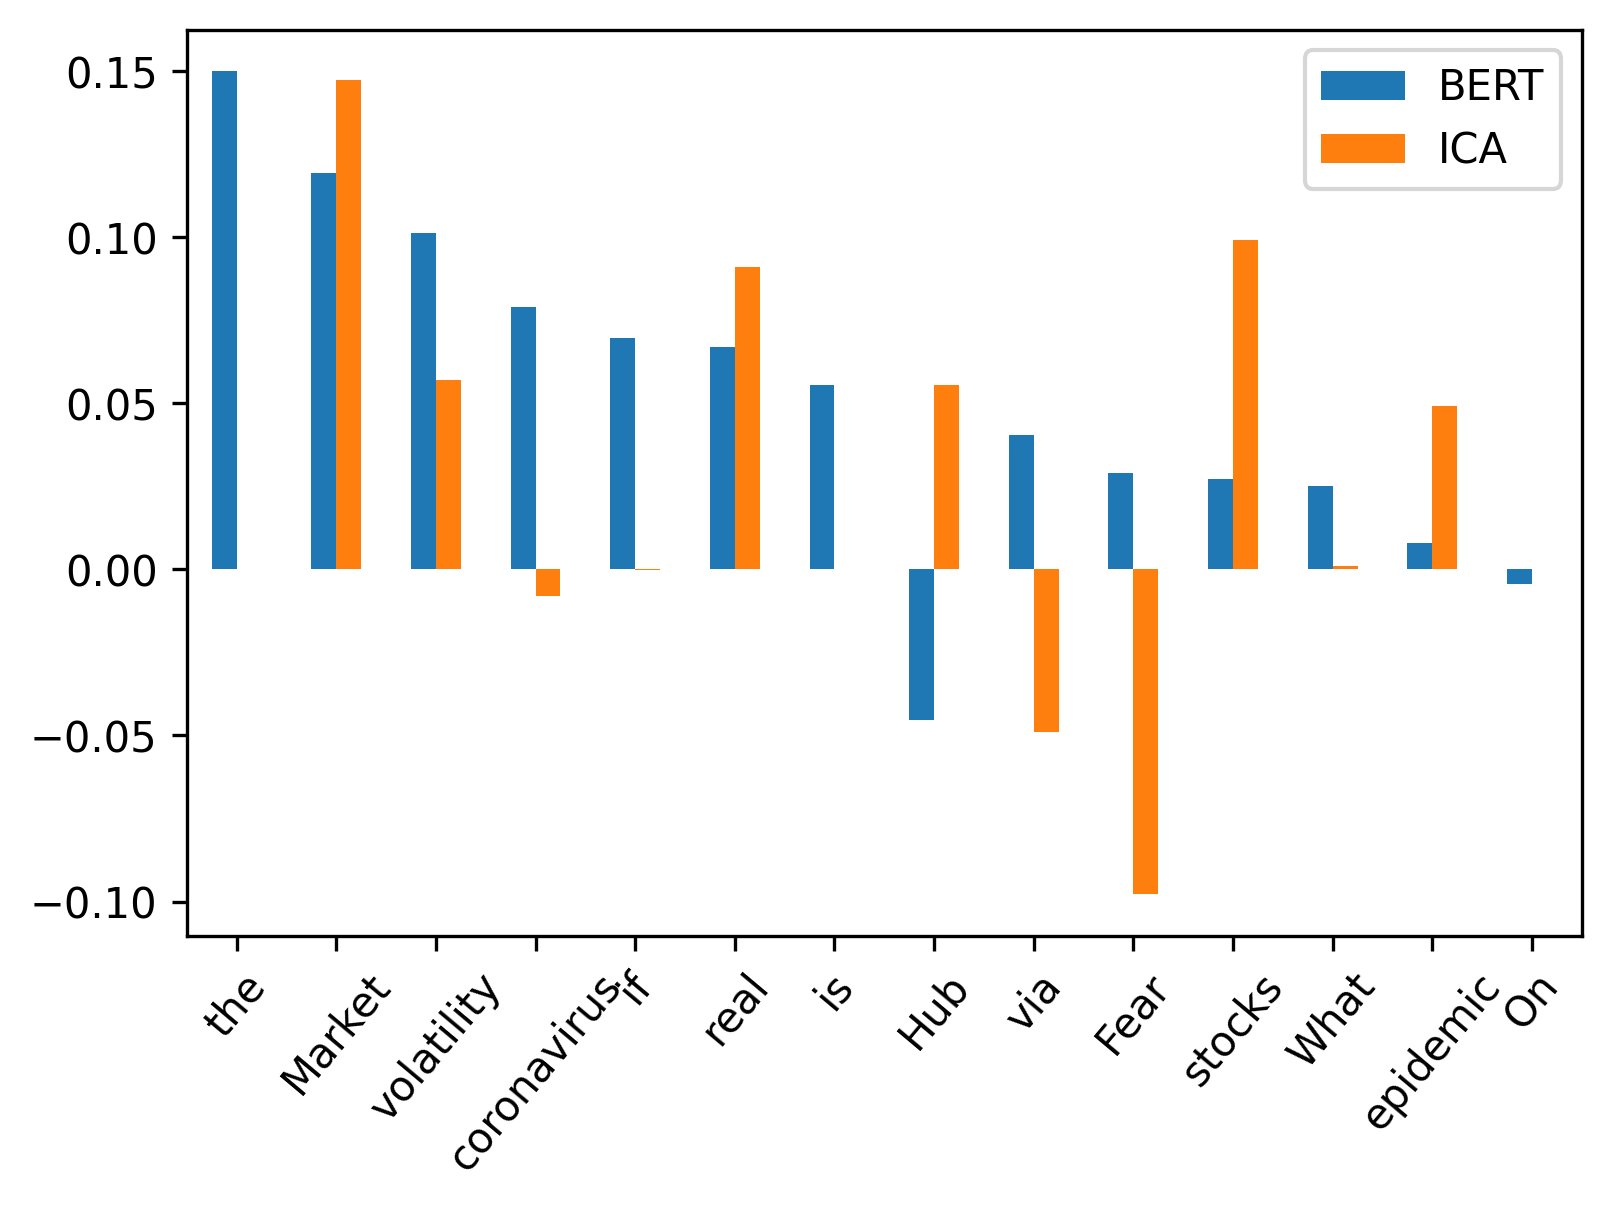 0.15
0.10
0.05
0.00
−0.05
−0.10
BERT
ICA
the
Market
volatility
coronavirus
if
real
is
Hub
via
Fear
stocks
What
epidemic
On